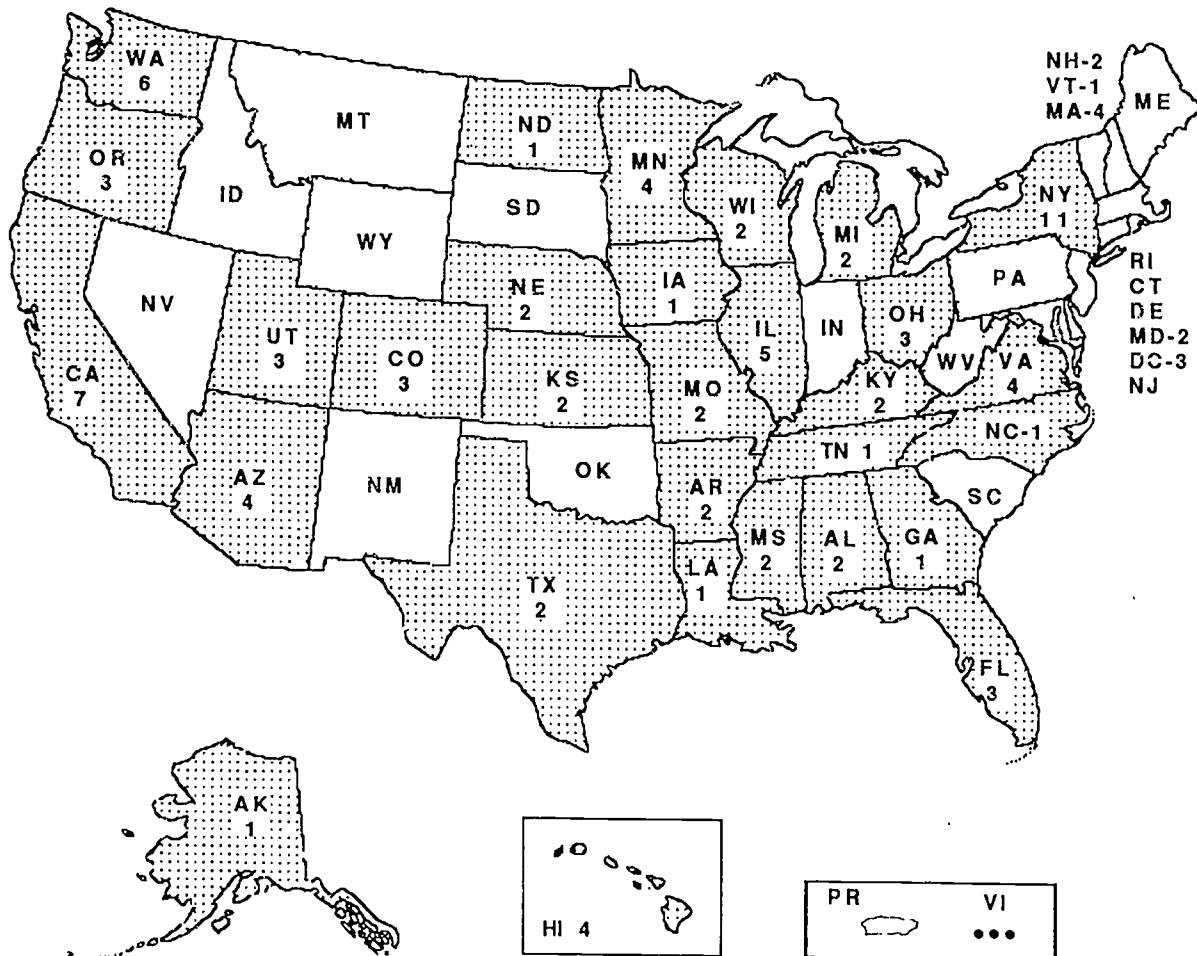 WA
6
OR
3
CA
7
NV
ID
MT
WY
UT
3
AZ
4
CO
3
NM
ND
1
SD
NE
2
KS
2
OK
TX
2
MN
4
IA
1
MO
2
AR
2
LA
1
WI
2
IL
5
MI
2
IN
OH
3
KY
2
TN 1
MS
2
AL
2
GA
1
FL
3
SC
NC-1
VA
4
WV
PA
NY
11
ME
NH-2
VT-1
MA-4
RI
CT
DE
MD-2
DC-3
NJ
AK
1
HI 4
PR
VI